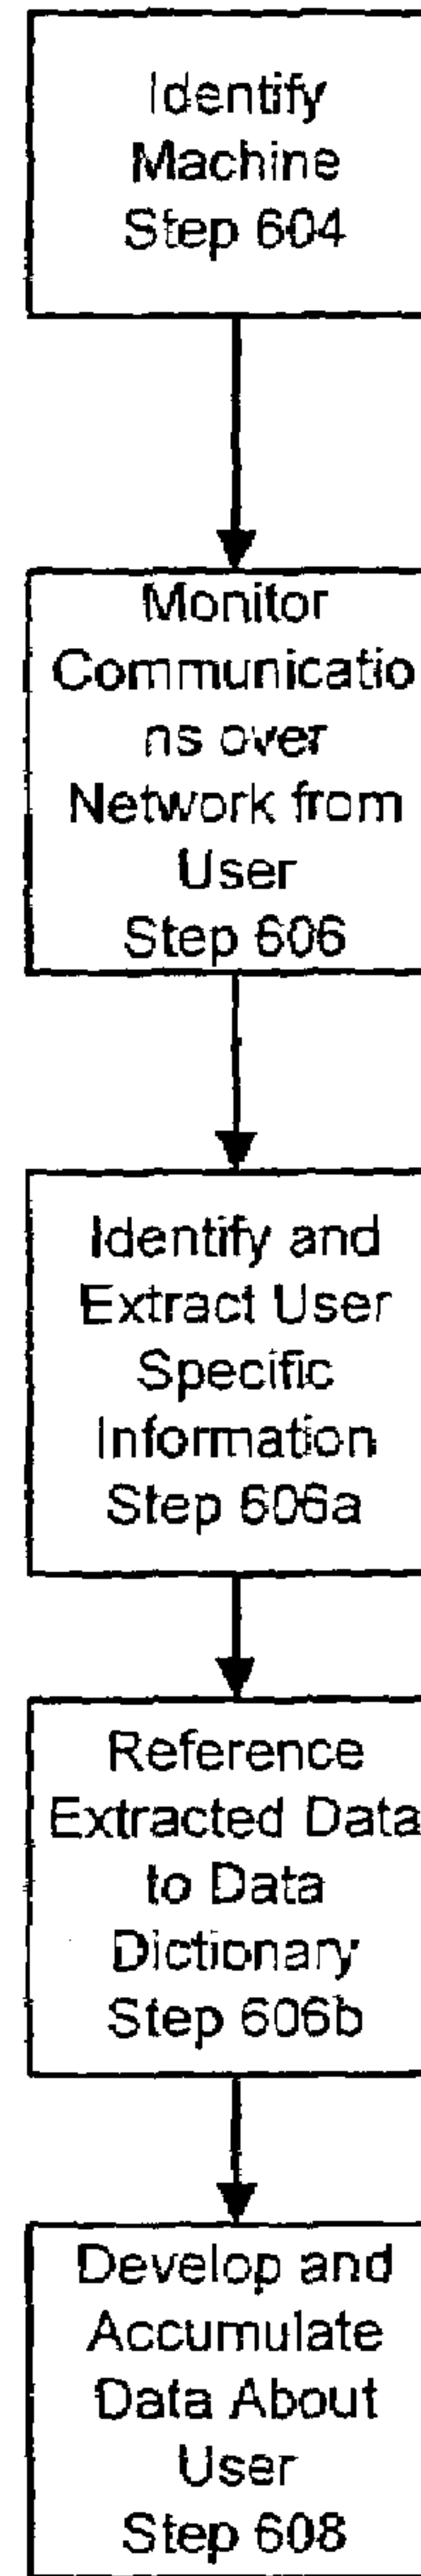 Identify
Machine
Step 604
Monitor
Communicatio
ns over
Network from
User
Step 606
Identify and
Extract User
Specific
Information
Step 606a
Reference
Extracted Data
to Data
Dictionary
Step 606b
Develop and
Accumulate
Data About
User
Step 608